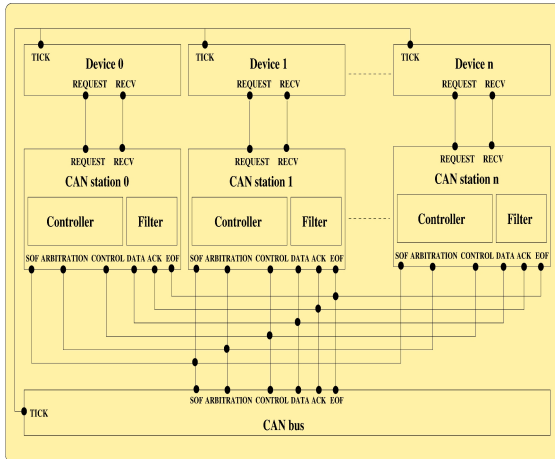 TICK TICK TICK
Device 0 Device 1 Device n
REQUEST RECV REQUEST RECV REQUEST RECV
REQUEST RECV REQUEST RECV REQUEST RECV
CAN station 0 CAN station 1 CAN station n
Controller Filter Controller Filter Controller Filter
SOF ARBITRATION CONTROL DATA ACK EOF SOF ARBITRATION CONTROL DATA ACK EOF SOF ARBITRATION CONTROL DATA ACK EOF
SOF ARBITRATION CONTROL DATA ACK EOF
TICK
CAN bus